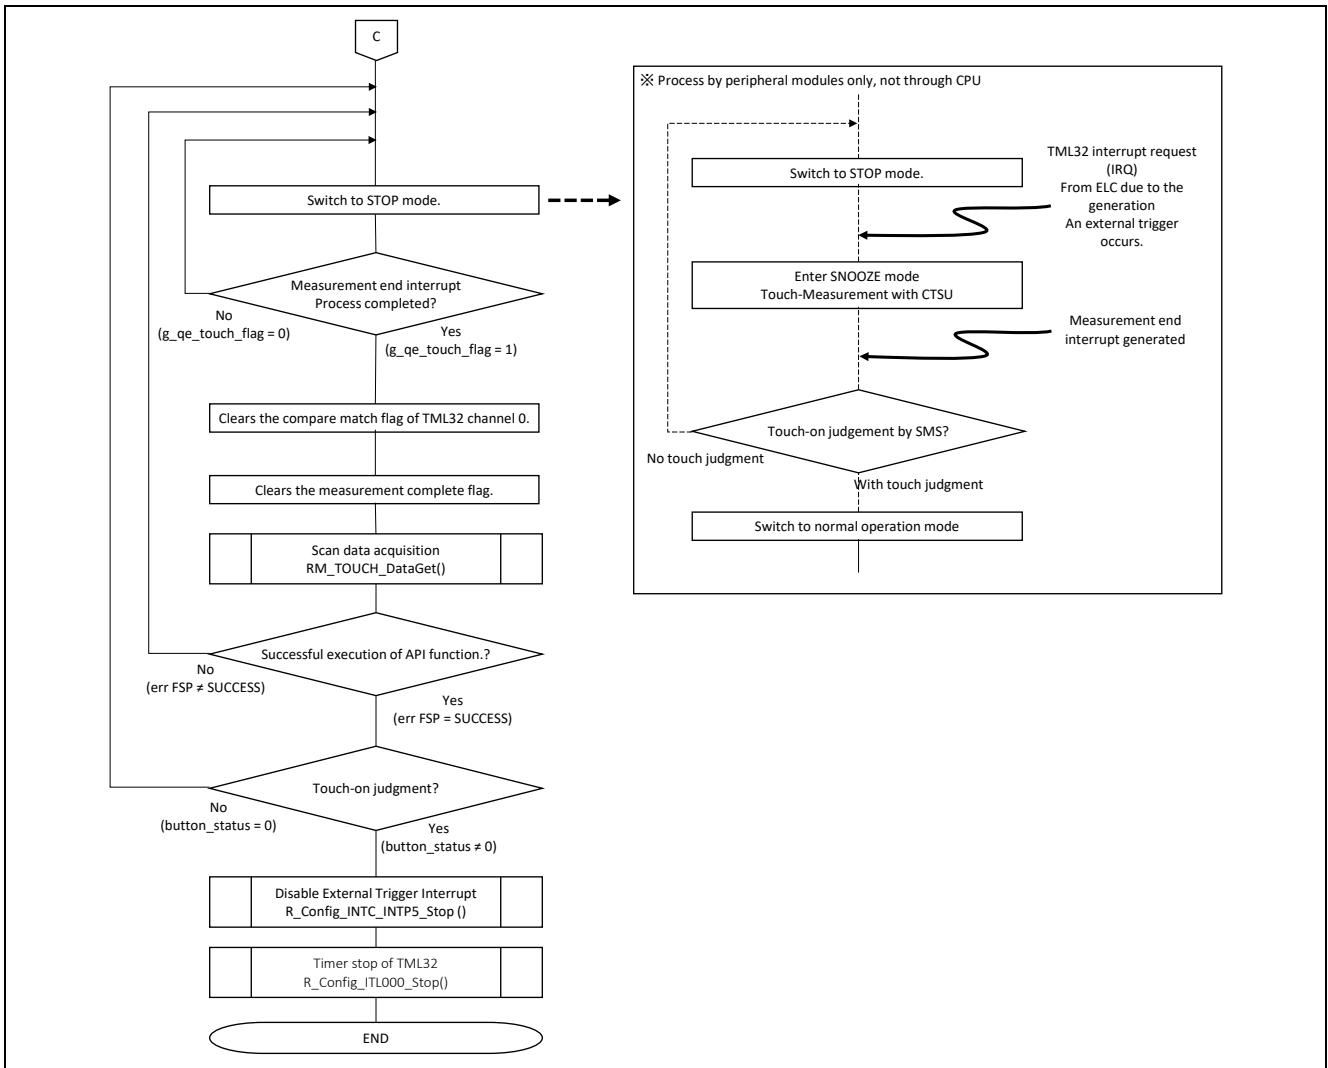 C
Switch to STOP mode.
Measurement end interrupt
Process completed?
No
(g_qe_touch_flag = 0)
Yes
(g_qe_touch_flag = 1)
Clears the compare match flag of TML32 channel 0.
Clears the measurement complete flag.
Scan data acquisition
RM_TOUCH_DataGet()
Successful execution of API function.?
No
(err FSP ≠ SUCCESS)
Yes
(err FSP = SUCCESS)
Touch-on judgment?
No
(button_status = 0)
Yes
(button_status ≠ 0)
Disable External Trigger Interrupt
R_Config_INTC_INTP5_Stop ()
Timer stop of TML32
R_Config_ITL000_Stop()
END
※ Process by peripheral modules only, not through CPU
Switch to STOP mode.
TML32 interrupt request
(IRQ)
From ELC due to the
generation
An external trigger
occurs.
Enter SNOOZE mode
Touch-Measurement with CTSU
Measurement end
interrupt generated
Touch-on judgement by SMS?
No touch judgment
With touch judgment
Switch to normal operation mode